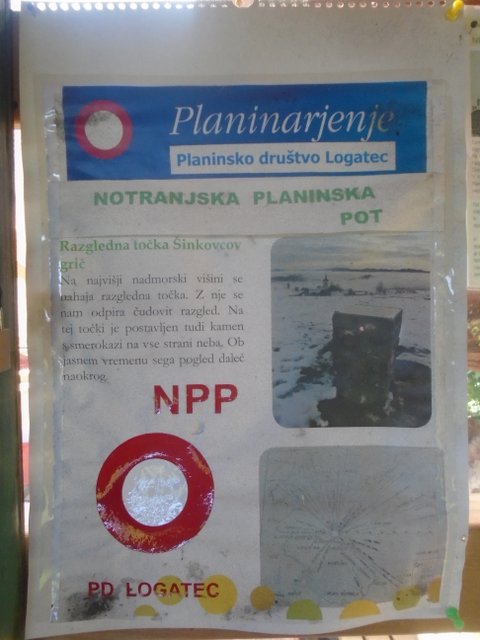 Planinarjenje
Planinsko društvo Logatec
NOTRANJSKA PLANINSKA
POT
Razgledna točka Šinkovcov
grič
Na najvišji nadmorski višini se
nahaja razgledna točka. Z nje se
nam odpira čudovit razgled. Na
tej točki je postavljen tudi kamen
s smerokazi na vse strani neba. Ob
jasnem vremenu sega pogled daleč
naokrog.
NPP
PD LOGATEC